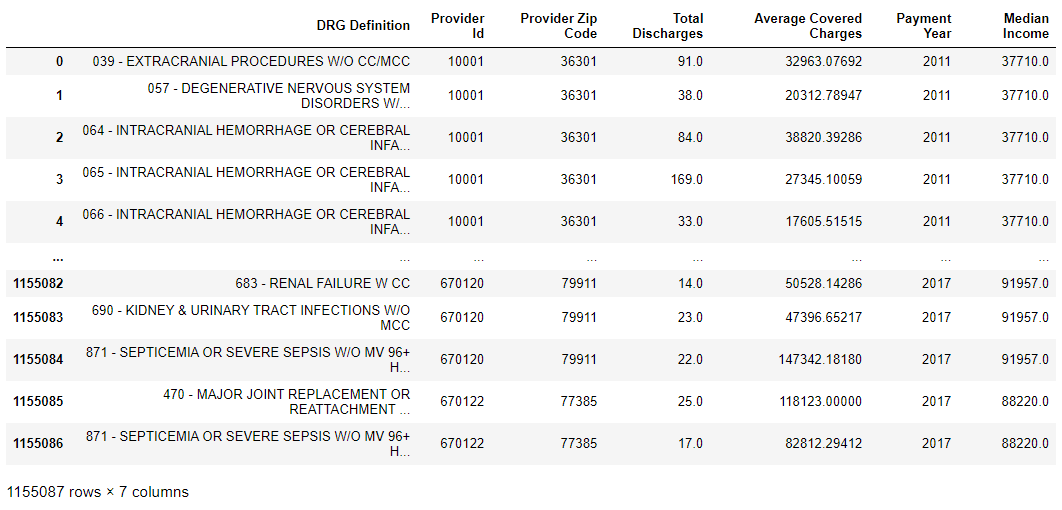 DRG Definition Provider Id Provider Zip Code Total Discharges Average Covered Charges Payment Year Median Income
0 039 - EXTRACRANIAL PROCEDURES W/O CC/MCC 10001 36301 91.0 32963.07692 2011 37710.0
1 057 - DEGENERATIVE NERVOUS SYSTEM DISORDERS W/... 10001 36301 38.0 20312.78947 2011 37710.0
2 064 - INTRACRANIAL HEMORRHAGE OR CEREBRAL INFA... 10001 36301 84.0 38820.39286 2011 37710.0
3 065 - INTRACRANIAL HEMORRHAGE OR CEREBRAL INFA... 10001 36301 169.0 27345.10059 2011 37710.0
4 066 - INTRACRANIAL HEMORRHAGE OR CEREBRAL INFA... 10001 36301 33.0 17605.51515 2011 37710.0
... ... ... ... ... ... ... ...
1155082 683 - RENAL FAILURE W CC 670120 79911 14.0 50528.14286 2017 91957.0
1155083 690 - KIDNEY & URINARY TRACT INFECTIONS W/O MCC 670120 79911 23.0 47396.65217 2017 91957.0
1155084 871 - SEPTICEMIA OR SEVERE SEPSIS W/O MV 96+ H... 670120 79911 22.0 147342.18180 2017 91957.0
1155085 470 - MAJOR JOINT REPLACEMENT OR REATTACHMENT ... 670122 77385 25.0 118123.00000 2017 88220.0
1155086 871 - SEPTICEMIA OR SEVERE SEPSIS W/O MV 96+ H... 670122 77385 17.0 82812.29412 2017 88220.0
1155087 rows × 7 columns